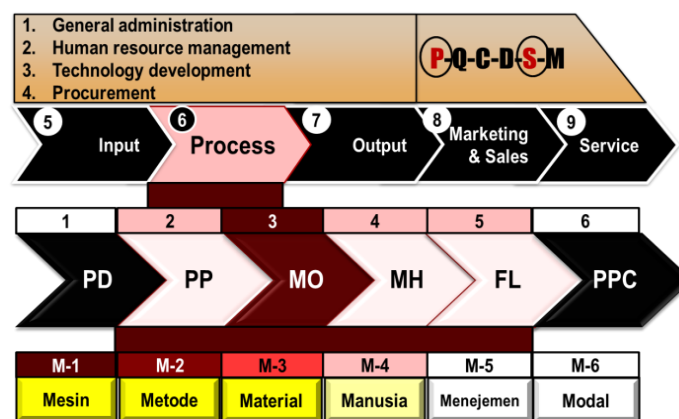 1. General administration
2. Human resource management
3. Technology development
4. Procurement
P-Q-C-D-S-M
5 Input
6 Process
7 Output
8 Marketing
& Sales
9 Service
1 2 3 4 5 6
PD PP MO MH FL PPC
M-1 M-2 M-3 M-4 M-5 M-6
Mesin Metode Material Manusia Menejemen Modal